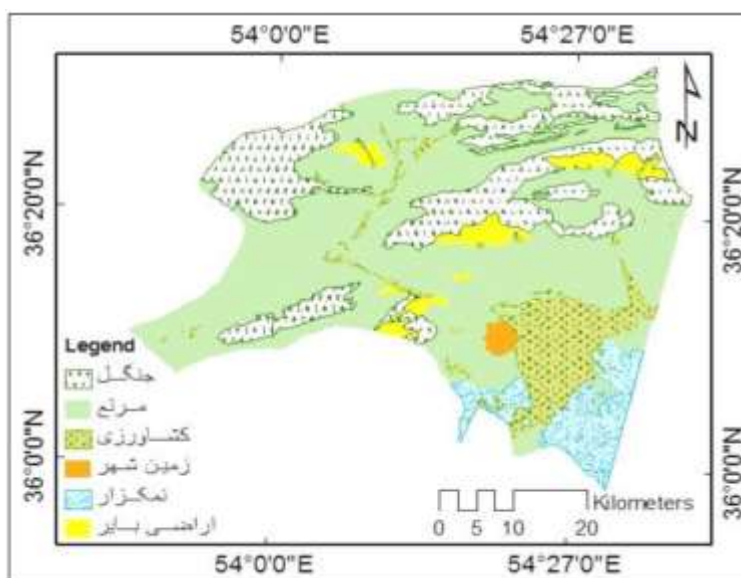 54°0'0"E 54°27'0"E
36°20'0"N 36°20'0"N
N
Legend
جنگل
مرتع
کشاورزی
زمین شهر
نمکزار
اراضی بایر
36°0'0"N 36°0'0"N
Kilometers
0 5 10 20
54°0'0"E 54°27'0"E